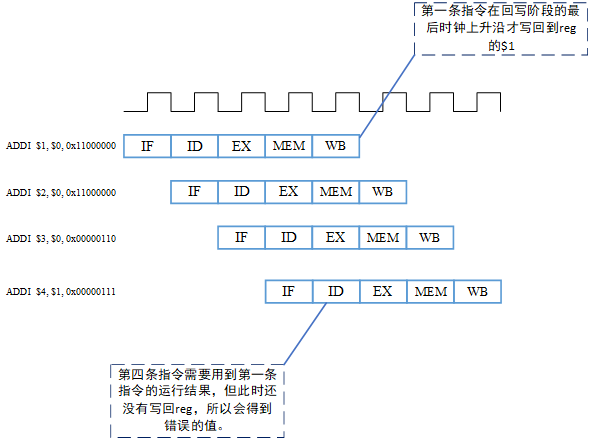 第一条指令在回写阶段的最
后时钟上升沿才写回到reg
的$1
ADDI $1, $0, 0x11000000
IF ID EX MEM WB
ADDI $2, $0, 0x11000000
IF ID EX MEM WB
ADDI $3, $0, 0x00000110
IF ID EX MEM WB
ADDI $4, $1, 0x00000111
IF ID EX MEM WB
第四条指令需要用到第一条
指令的运行结果，但此时还
没有写回reg，所以会得到
错误的值。